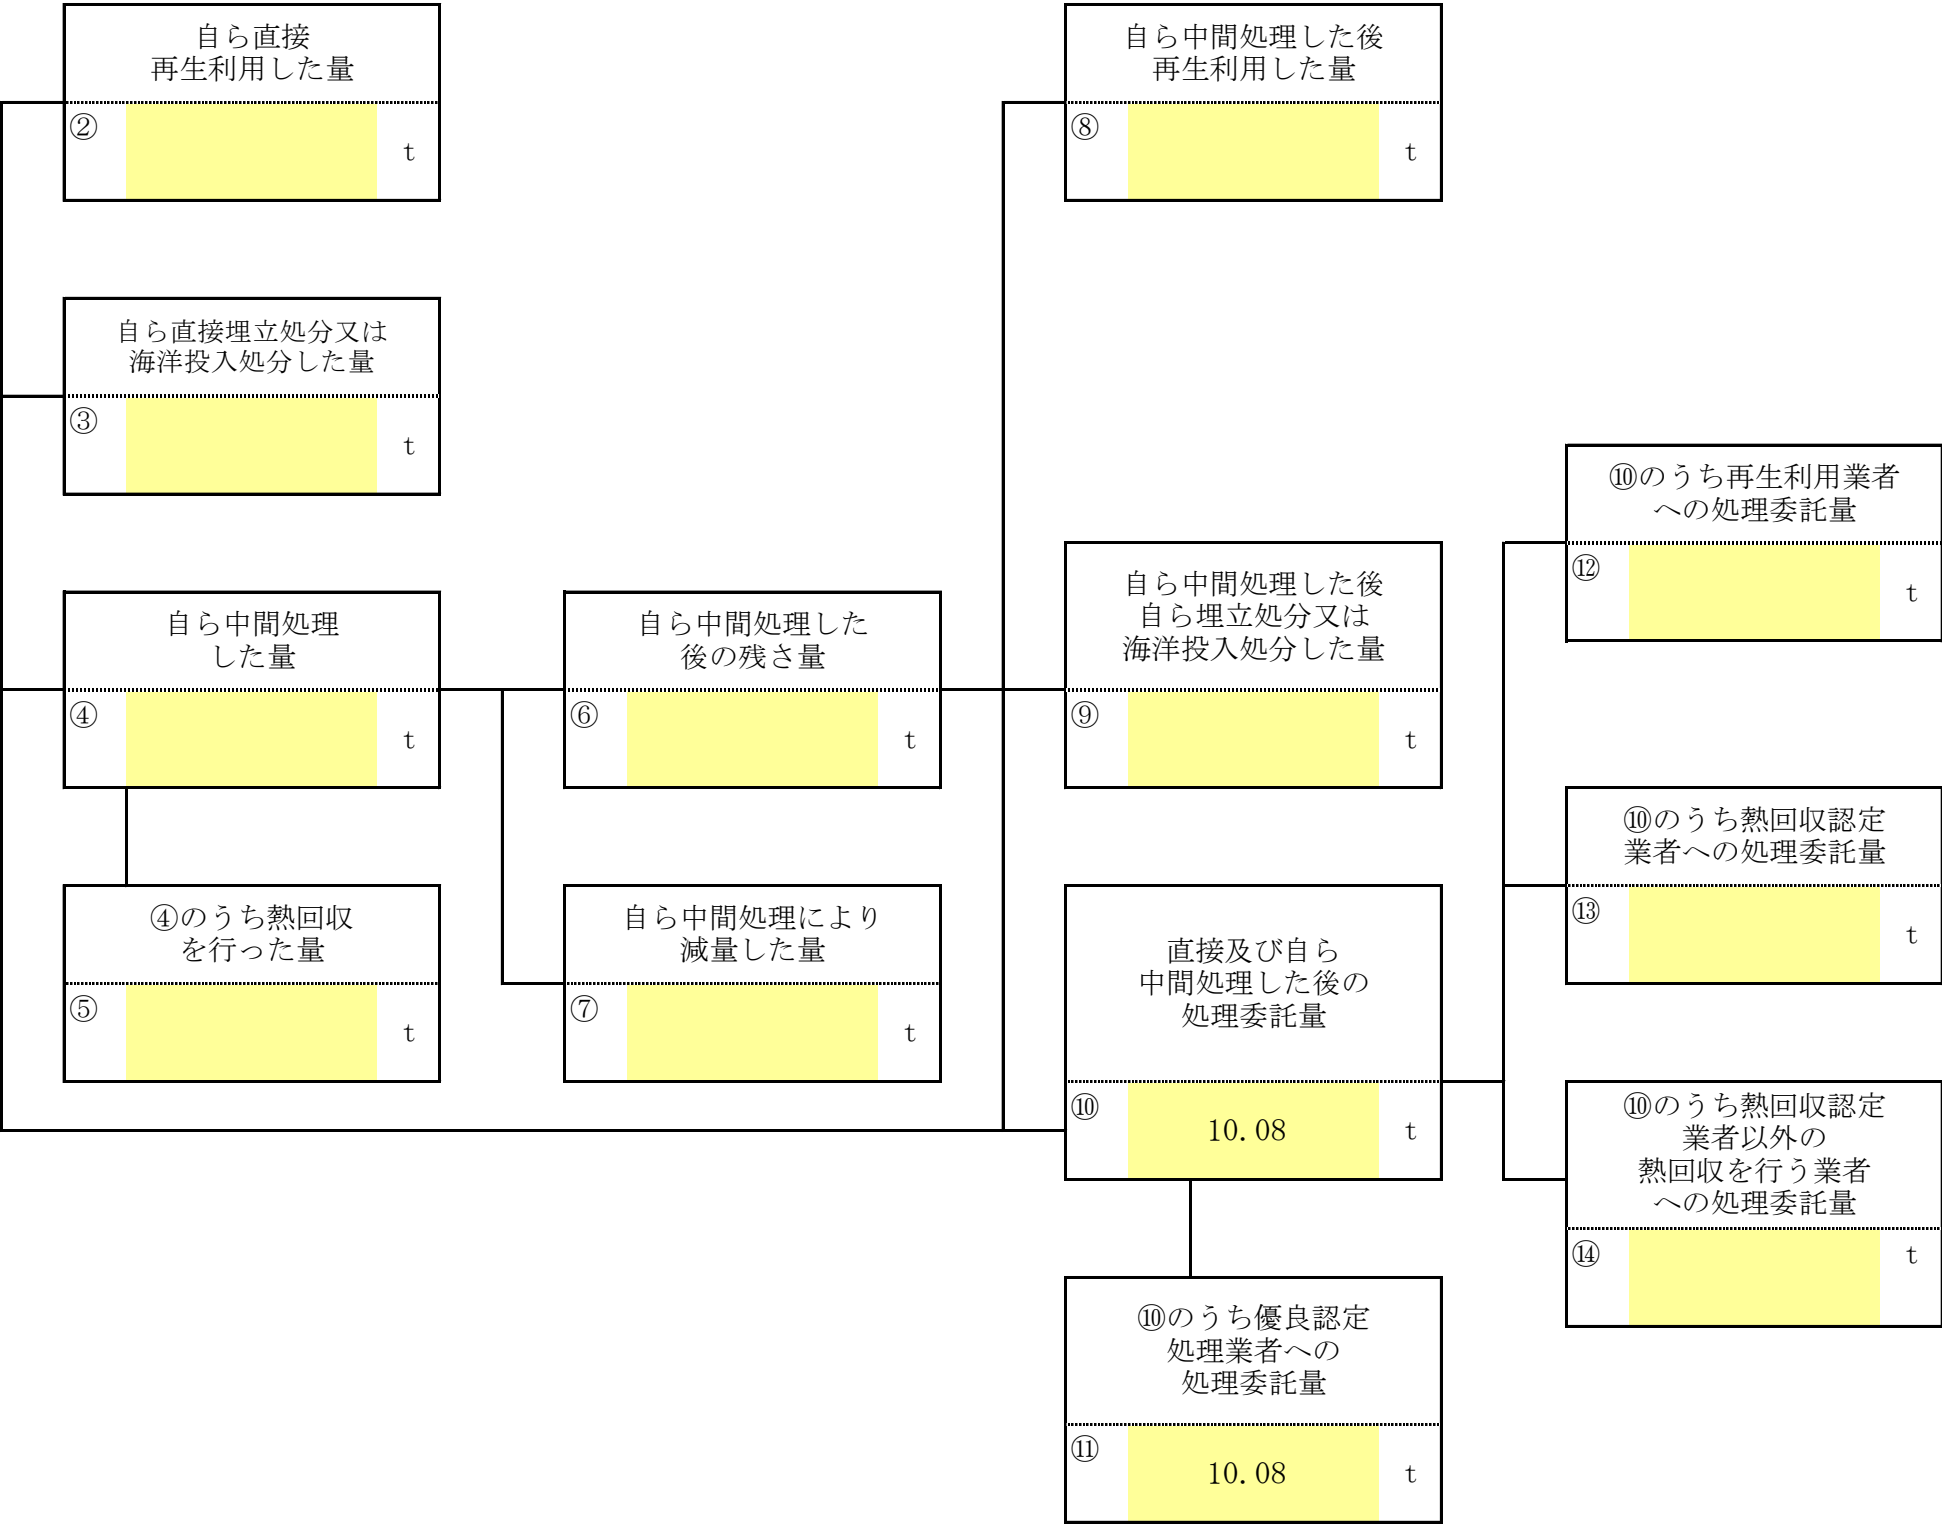 自ら直接
再生利用した量
②
t
自ら中間処理した後
再生利用した量
⑧
t
自ら直接埋立処分又は
海洋投入処分した量
③
t
⑩のうち再生利用業者
への処理委託量
⑫
t
自ら中間処理
した量
④
t
自ら中間処理した
後の残さ量
⑥
t
自ら中間処理した後
自ら埋立処分又は
海洋投入処分した量
⑨
t
⑩のうち熱回収認定
業者への処理委託量
⑬
t
④のうち熱回収
を行った量
⑤
t
自ら中間処理により
減量した量
⑦
t
直接及び自ら
中間処理した後の
処理委託量
⑩ 10.08 t
⑩のうち熱回収認定
業者以外の
熱回収を行う業者
への処理委託量
⑭
t
⑩のうち優良認定
処理業者への
処理委託量
⑪ 10.08 t